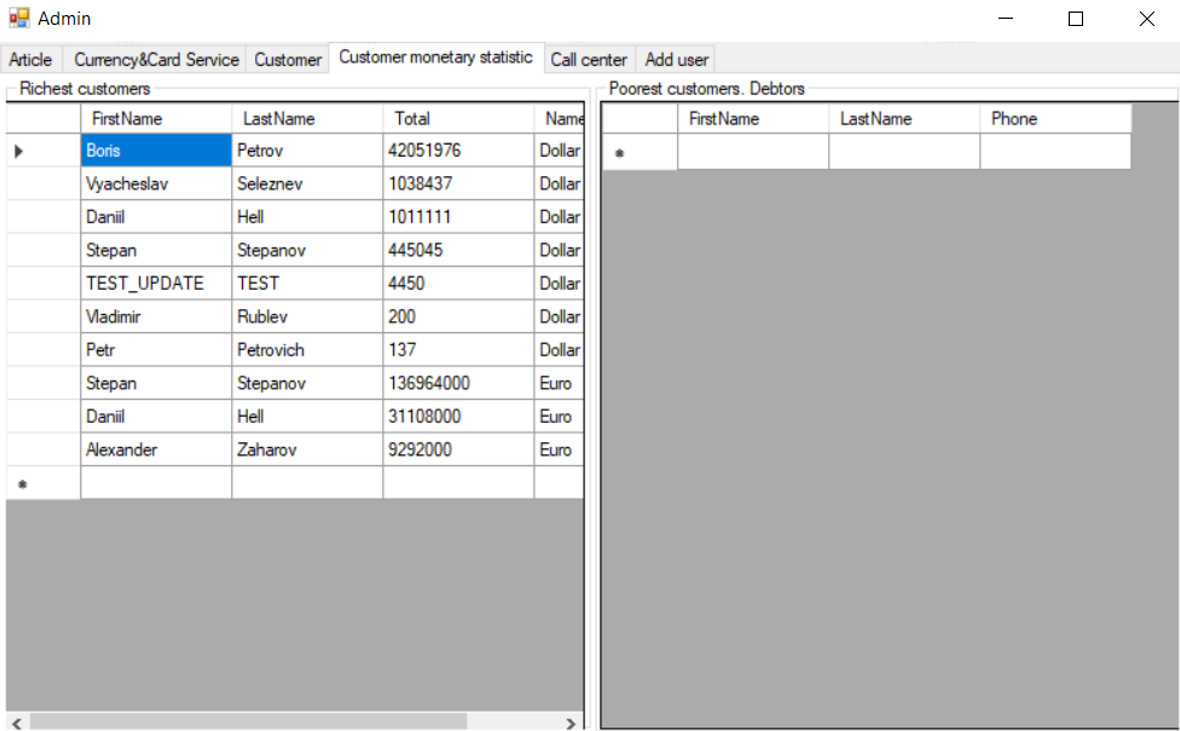 Admin
Article Currency&Card Service Customer Customer monetary statistic Call center Add user
Richest customers
FirstName LastName Total Name
Boris Petrov 42051976 Dollar
Vyacheslav Seleznev 1038437 Dollar
Daniil Hell 1011111 Dollar
Stepan Stepanov 445045 Dollar
TEST_UPDATE TEST 4450 Dollar
Vladimir Rublev 200 Dollar
Petr Petrovich 137 Dollar
Stepan Stepanov 136964000 Euro
Daniil Hell 31108000 Euro
Alexander Zaharov 9292000 Euro
Poorest customers. Debtors
FirstName LastName Phone